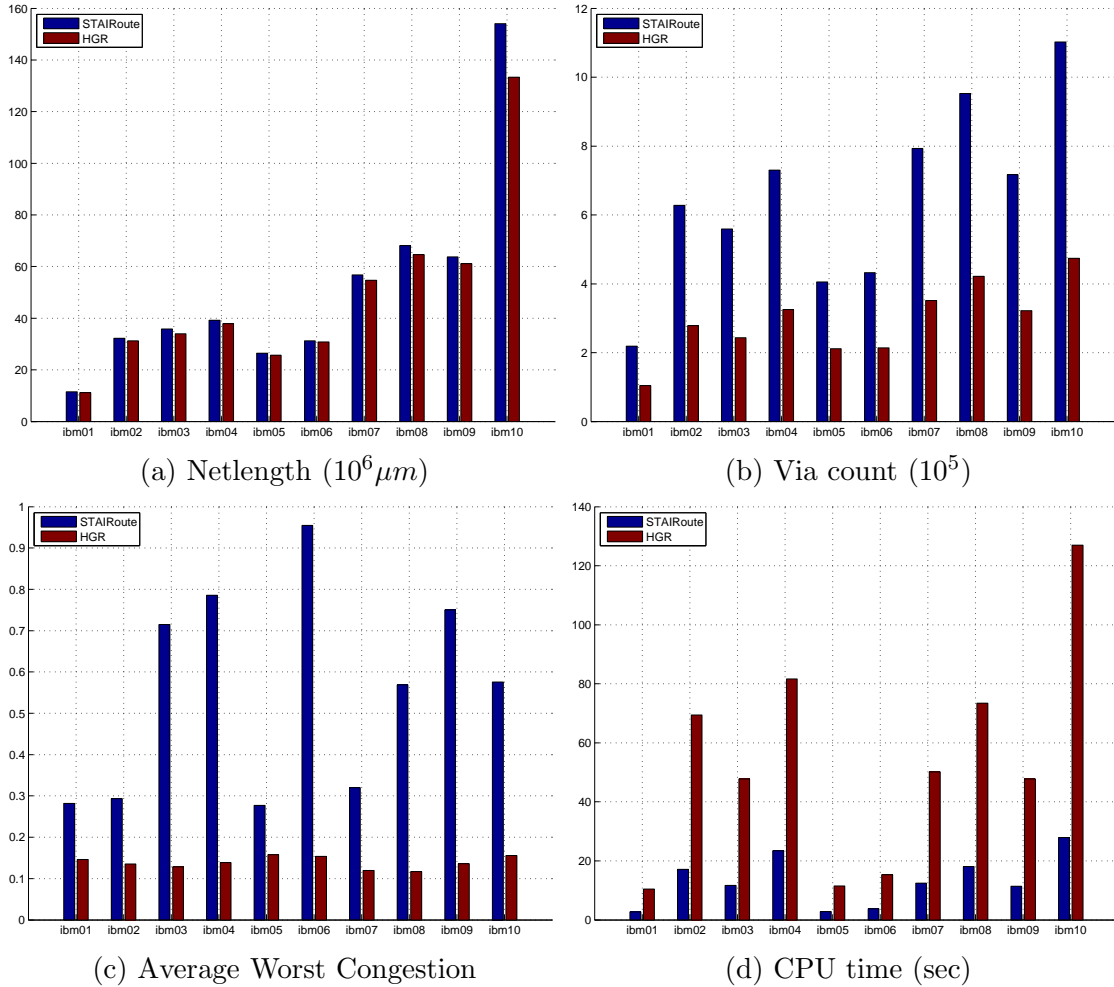 160
140
120
100
80
60
40
20
0
STAIRoute
HGR
ibm01 ibm02 ibm03 ibm04 ibm05 ibm06 ibm07 ibm08 ibm09 ibm10
(a) Netlength (10^6 μm)
12
10
8
6
4
2
0
STAIRoute
HGR
ibm01 ibm02 ibm03 ibm04 ibm05 ibm06 ibm07 ibm08 ibm09 ibm10
(b) Via count (10^5)
1
0.9
0.8
0.7
0.6
0.5
0.4
0.3
0.2
0.1
0
STAIRoute
HGR
ibm01 ibm02 ibm03 ibm04 ibm05 ibm06 ibm07 ibm08 ibm09 ibm10
(c) Average Worst Congestion
140
120
100
80
60
40
20
0
STAIRoute
HGR
ibm01 ibm02 ibm03 ibm04 ibm05 ibm06 ibm07 ibm08 ibm09 ibm10
(d) CPU time (sec)